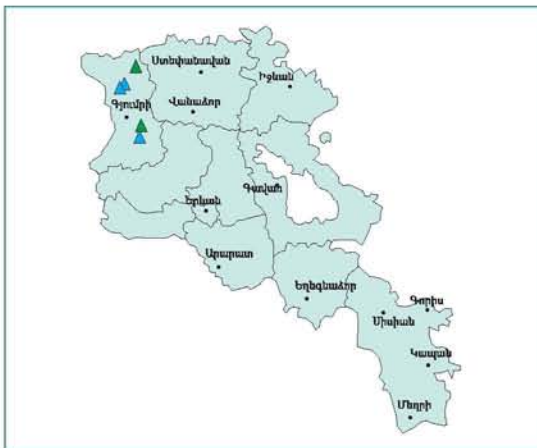 Ստեփանավան
Իջևան
Գյումրի
Վանաձոր
Գավառ
Երևան
Արարատ
Եղեգնաձոր
Գորիս
Սիսիան
Կապան
Մեղրի